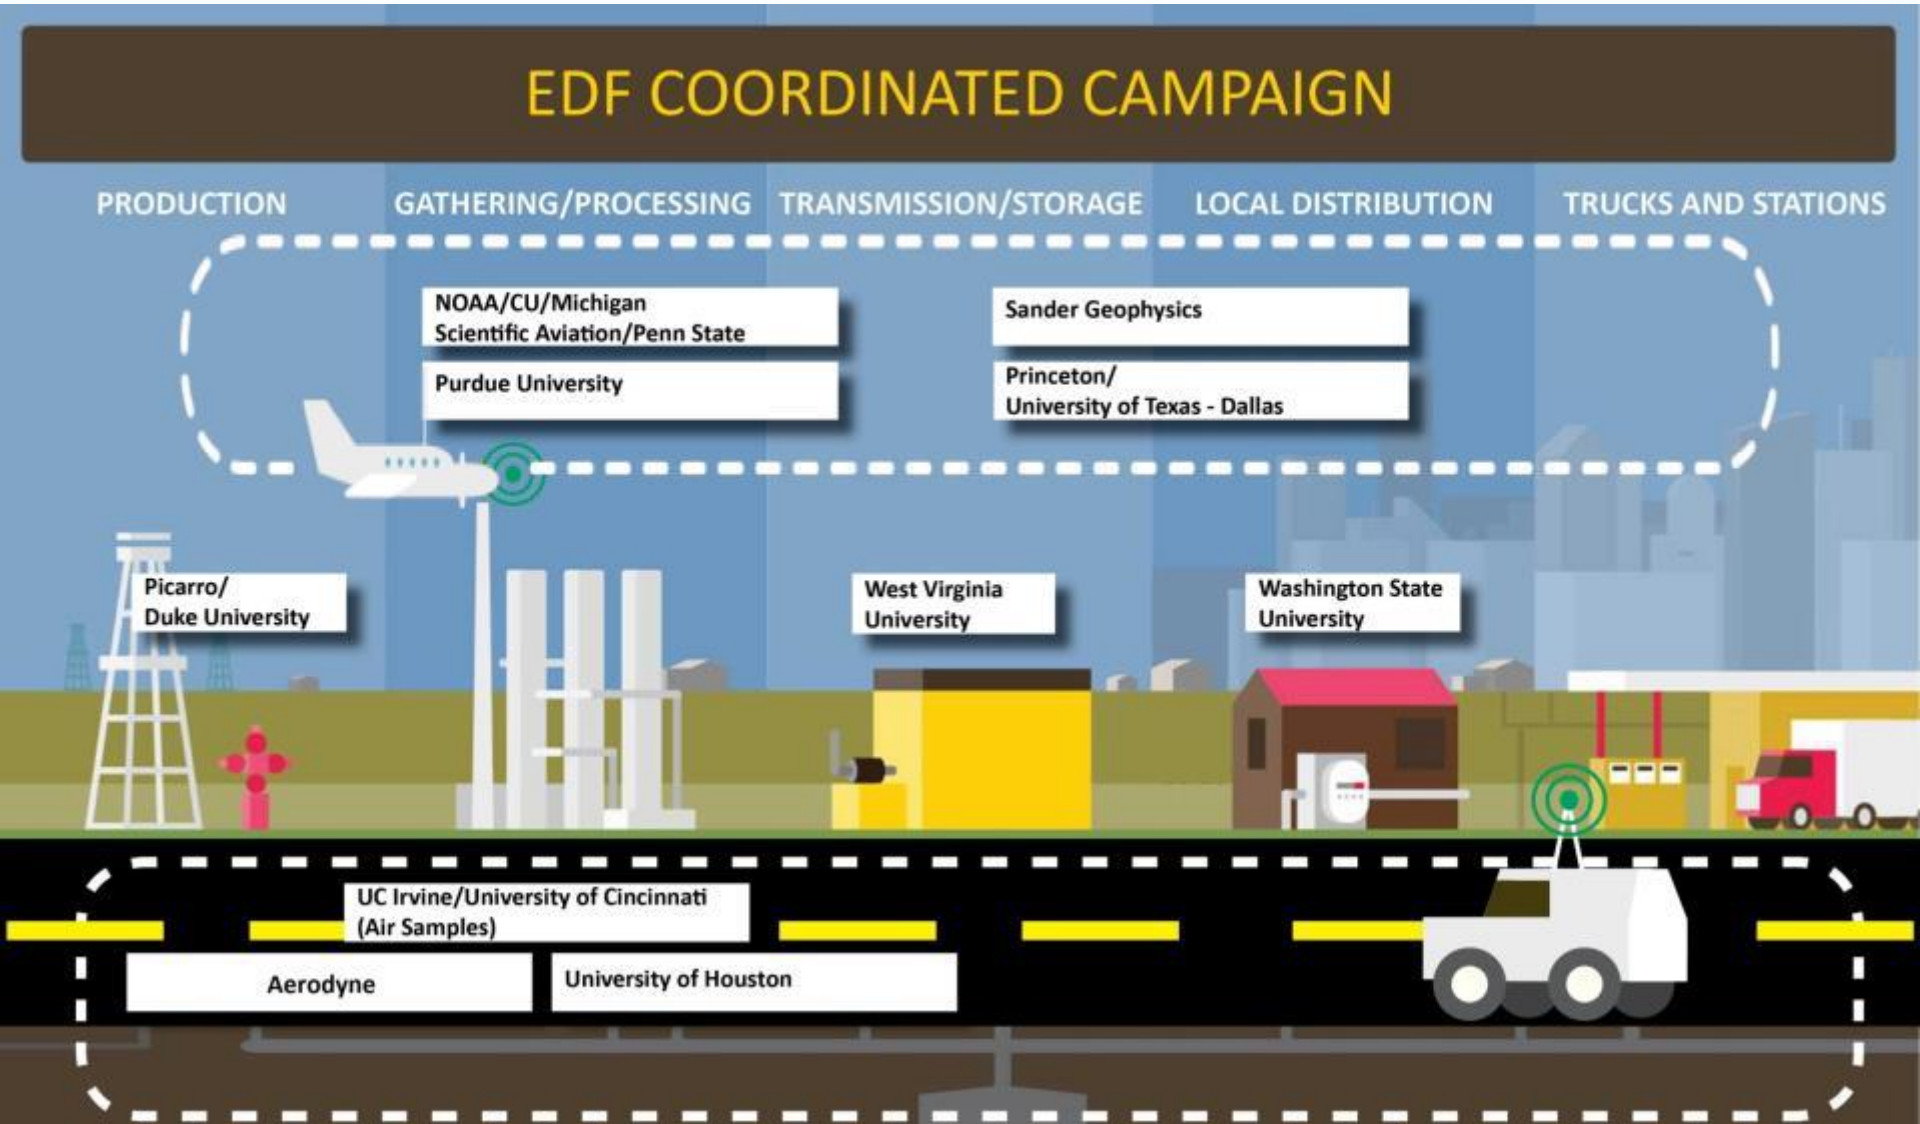 EDF COORDINATED CAMPAIGN
PRODUCTION
GATHERING/PROCESSING
TRANSMISSION/STORAGE
LOCAL DISTRIBUTION
TRUCKS AND STATIONS
NOAA/CU/Michigan
Scientific Aviation/Penn State
Sander Geophysics
Purdue University
Princeton/
University of Texas - Dallas
Picarro/
Duke University
West Virginia
University
Washington State
University
UC Irvine/University of Cincinnati
(Air Samples)
Aerodyne
University of Houston